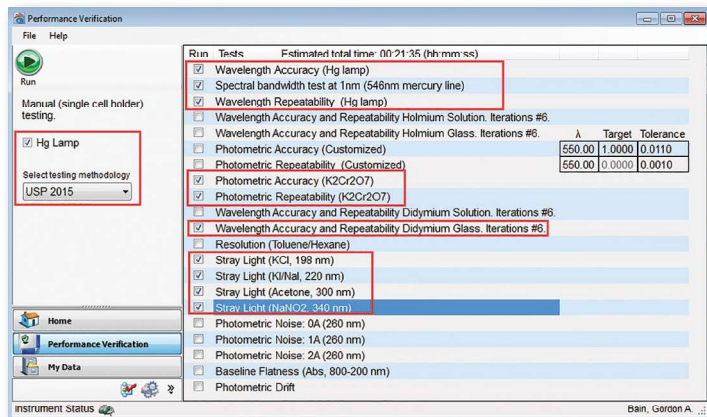 Performance Verification
File Help
Run Tests Estimated total time: 00:21:35 (hh:mm:ss)
Run
Manual (single cell holder)
testing.
Hg Lamp
Select testing methodology
USP 2015
Wavelength Accuracy (Hg lamp)
Spectral bandwidth test at 1nm (546nm mercury line)
Wavelength Repeatability (Hg lamp)
Wavelength Accuracy and Repeatability Holmium Solution. Iterations #6.
Wavelength Accuracy and Repeatability Holmium Glass. Iterations #6. λ Target Tolerance
Photometric Accuracy (Customized) 550.00 1.0000 0.0110
Photometric Repeatability (Customized) 550.00 0.0000 0.0010
Photometric Accuracy (K2Cr2O7)
Photometric Repeatability (K2Cr2O7)
Wavelength Accuracy and Repeatability Didymium Solution. Iterations #6.
Wavelength Accuracy and Repeatability Didymium Glass. Iterations #6.
Resolution (Toluene/Hexane)
Stray Light (KCl, 198 nm)
Stray Light (KI/NaI, 220 nm)
Stray Light (Acetone, 300 nm)
Stray Light (NaNO2, 340 nm)
Photometric Noise: 0A (260 nm)
Photometric Noise: 1A (260 nm)
Photometric Noise: 2A (260 nm)
Baseline Flatness (Abs, 800-200 nm)
Photometric Drift
Home
Performance Verification
My Data
Instrument Status
Bain, Gordon A.